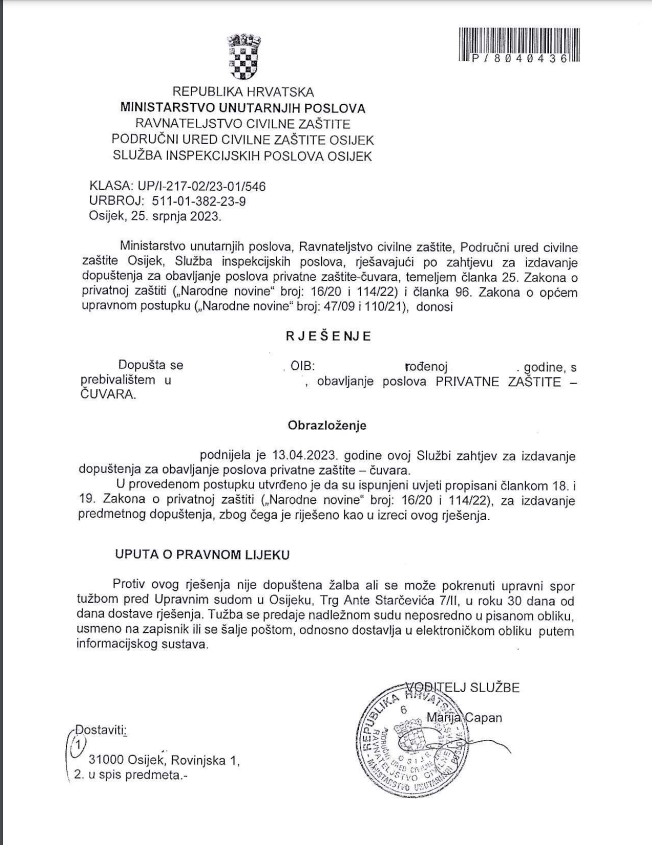 P/8040436
REPUBLIKA HRVATSKA
MINISTARSTVO UNUTARNJIH POSLOVA
RAVNATELJSTVO CIVILNE ZAŠTITE
PODRUČNI URED CIVILNE ZAŠTITE OSIJEK
SLUŽBA INSPEKCIJSKIH POSLOVA OSIJEK
KLASA: UP/I-217-02/23-01/546
URBROJ: 511-01-382-23-9
Osijek, 25. srpnja 2023.
Ministarstvo unutarnjih poslova, Ravnateljstvo civilne zaštite, Područni ured civilne
zaštite Osijek, Služba inspekcijskih poslova, rješavajući po zahtjevu za izdavanje
dopuštenja za obavljanje poslova privatne zaštite-čuvara, temeljem članka 25. Zakona o
privatnoj zaštiti („Narodne novine“ broj: 16/20 i 114/22) i članka 96. Zakona o općem
upravnom postupku („Narodne novine“ broj: 47/09 i 110/21), donosi
R J E Š E NJ E
Dopušta se . OIB: rođenoj . godine, s
prebivalištem u , obavljanje poslova PRIVATNE ZAŠTITE –
ČUVARA.
Obrazloženje
podnijela je 13.04.2023. godine ovoj Službi zahtjev za izdavanje
dopuštenja za obavljanje poslova privatne zaštite – čuvara.
U provedenom postupku utvrđeno je da su ispunjeni uvjeti propisani člankom 18. i
19. Zakona o privatnoj zaštiti („Narodne novine“ broj: 16/20 i 114/22), za izdavanje
predmetnog dopuštenja, zbog čega je riješeno kao u izreci ovog rješenja.
UPUTA O PRAVNOM LIJEKU
Protiv ovog rješenja nije dopuštena žalba ali se može pokrenuti upravni spor
tužbom pred Upravnim sudom u Osijeku, Trg Ante Starčevića 7/II, u roku 30 dana od
dana dostave rješenja. Tužba se predaje nadležnom sudu neposredno u pisanom obliku,
usmeno na zapisnik ili se šalje poštom, odnosno dostavlja u elektroničkom obliku putem
informacijskog sustava.
VODITELJ SLUŽBE
Marija Capan
REPUBLIKA HRVATSKA
6
MINISTARSTVO UNUTARNJIH POSLOVA
RAVNATELJSTVO CIVILNE
PODRUČNI URED CIVILNE
OSIJEK
Dostaviti:
1.
31000 Osijek, Rovinjska 1,
2. u spis predmeta.-